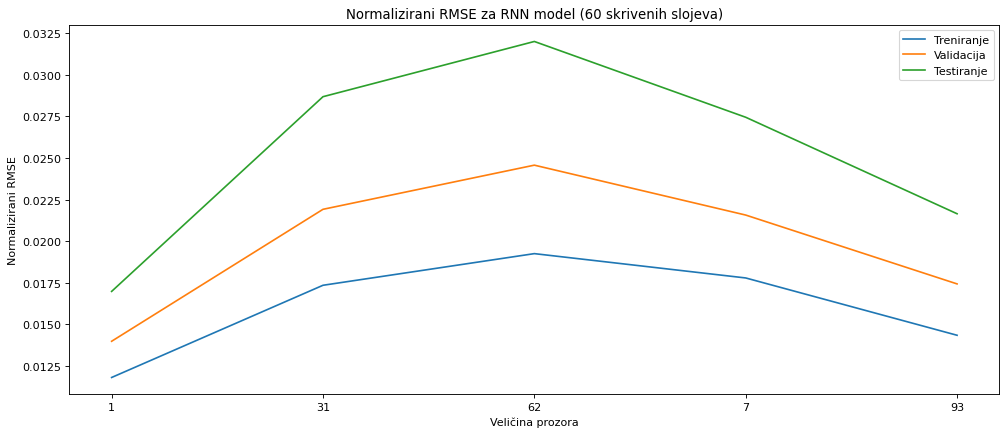 Normalizirani RMSE za RNN model (60 skrivenih slojeva)
Treniranje
Validacija
Testiranje
Normalizirani RMSE
0.0325
0.0300
0.0275
0.0250
0.0225
0.0200
0.0175
0.0150
0.0125
1 31 62 7 93
Veličina prozora